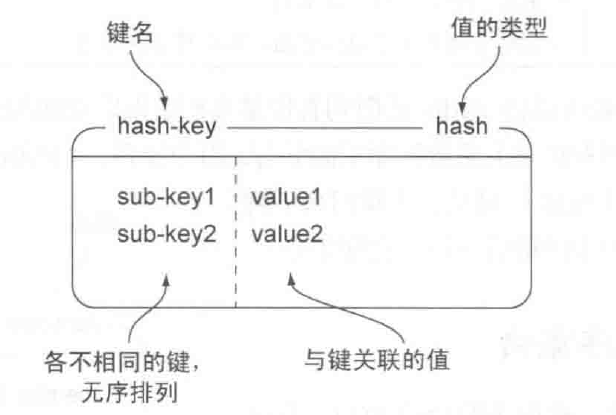 键名
值的类型
hash-key
hash
sub-key1 value1
sub-key2 value2
各不相同的键，
无序排列
与键关联的值